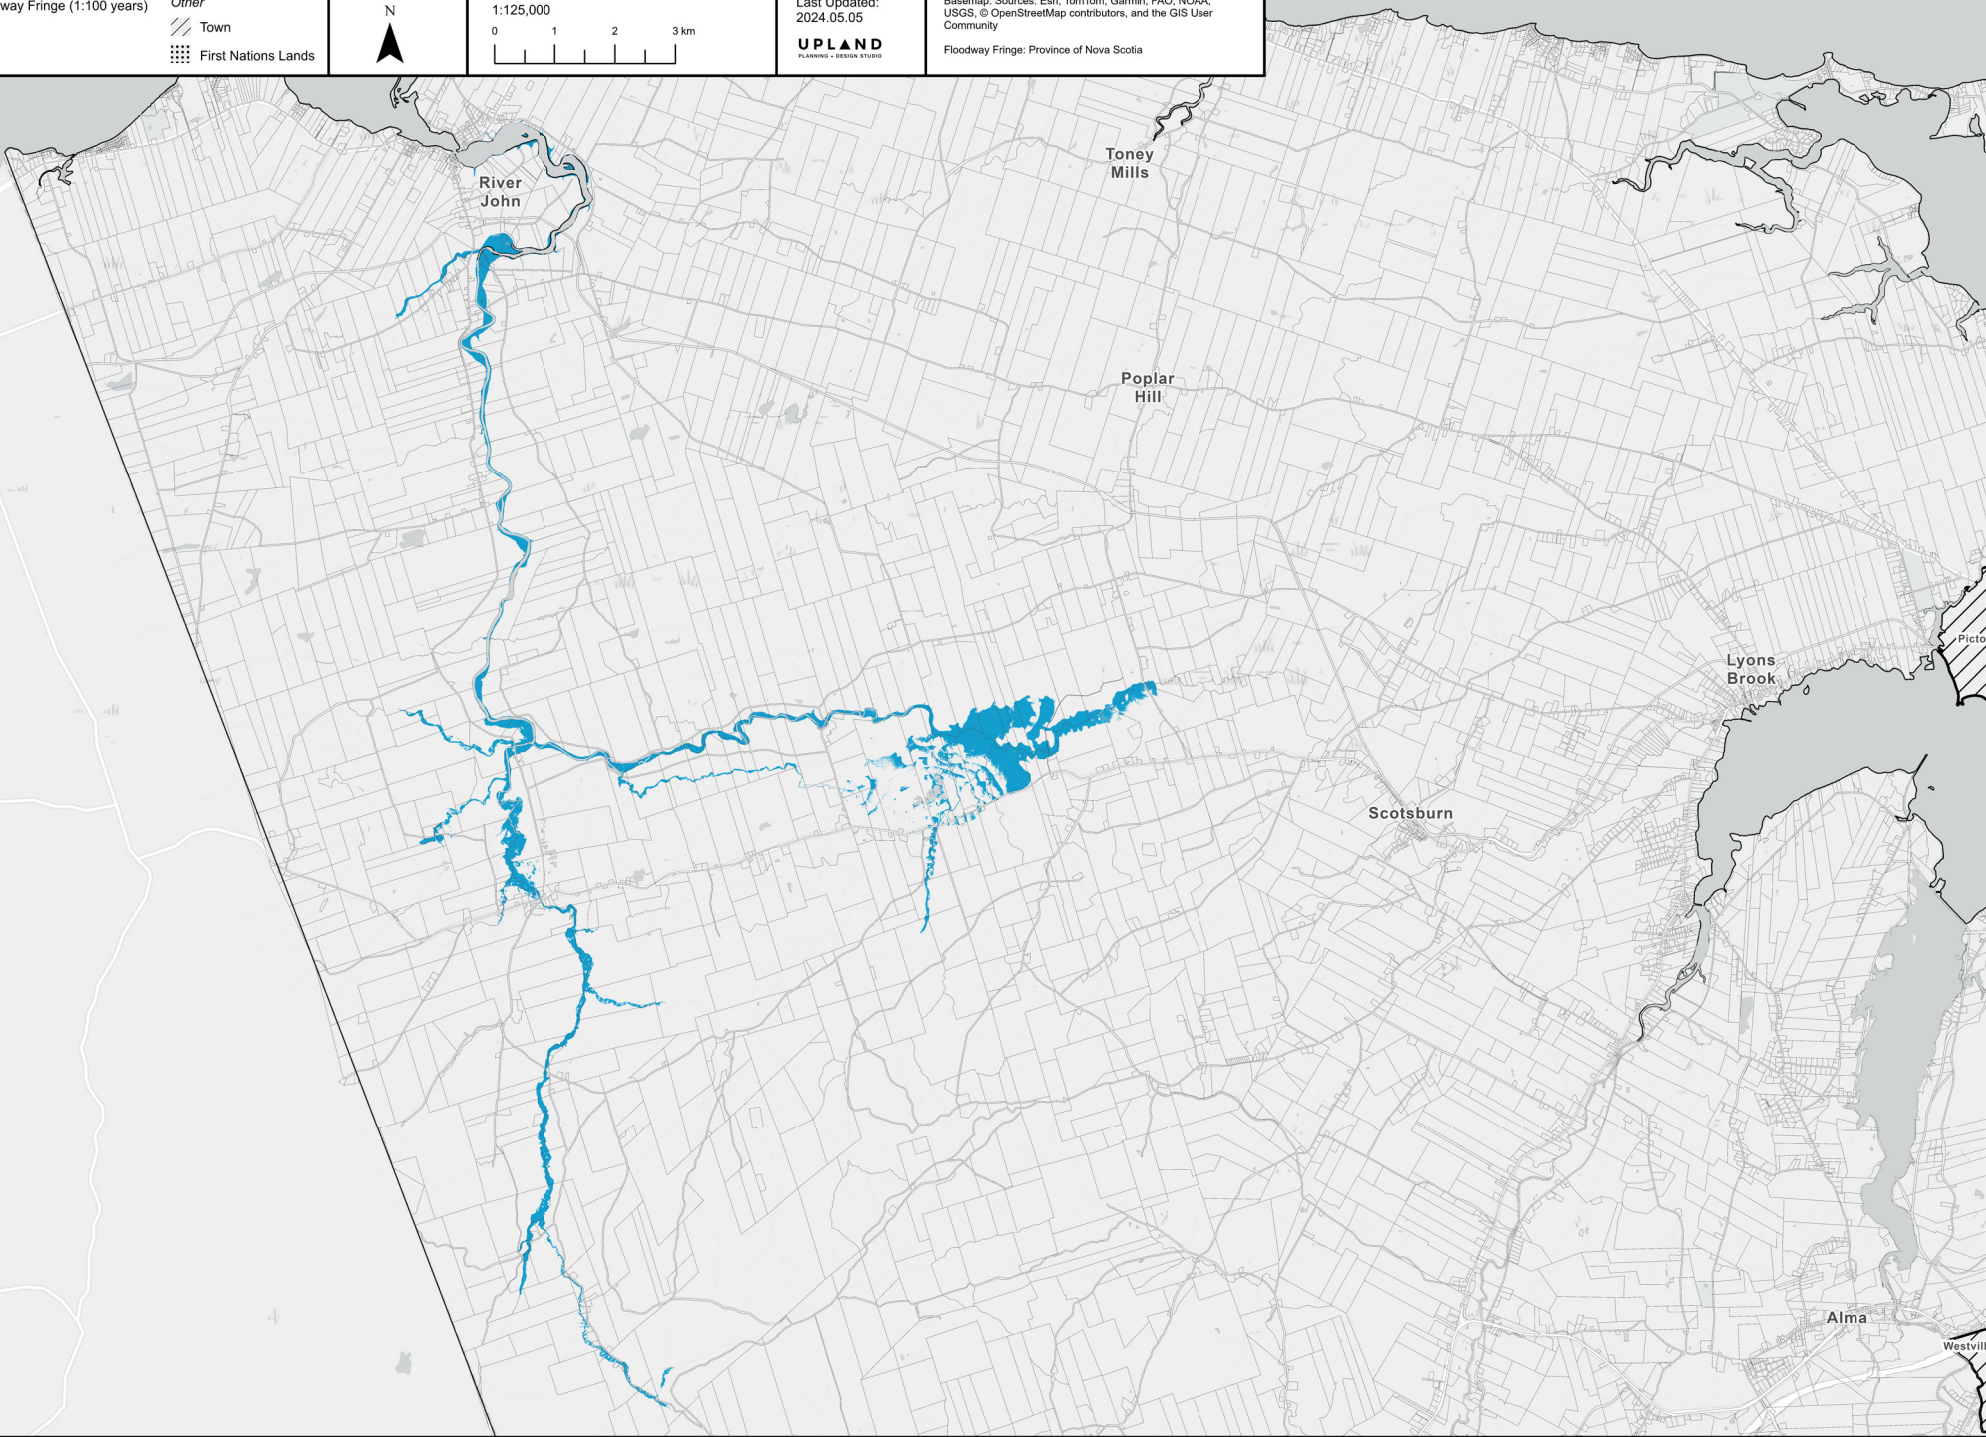 way Fringe (1:100 years)
Other
Town
First Nations Lands
N
1:125,000
0 1 2 3 km
Last Updated:
2024.05.05
UPLAND
PLANNING + DESIGN STUDIO
Basemap: Sources: Esri, TomTom, Garmin, FAO, NOAA,
USGS, © OpenStreetMap contributors, and the GIS User
Community
Floodway Fringe: Province of Nova Scotia
Toney
Mills
River
John
Poplar
Hill
Picto
Lyons
Brook
Scotsburn
Alma
Westvil